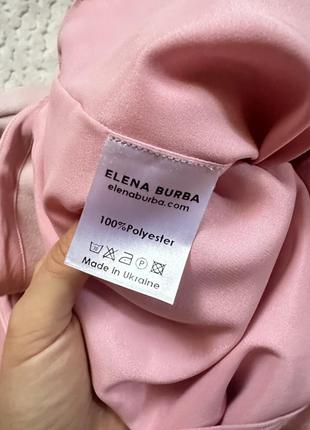 ELENA BURBA
elenaburba.com
100%Polyester
P
Made in Ukraine